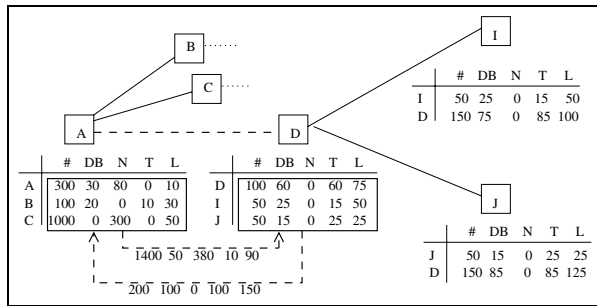 B
C
A
D
I
J
# DB N T L
I 50 25 0 15 50
D 150 75 0 85 100
# DB N T L
A 300 30 80 0 10
B 100 20 0 10 30
C 1000 0 300 0 50
# DB N T L
D 100 60 0 60 75
I 50 25 0 15 50
J 50 15 0 25 25
1400 50 380 10 90
200 100 0 100 150
# DB N T L
J 50 15 0 25 25
D 150 85 0 85 125